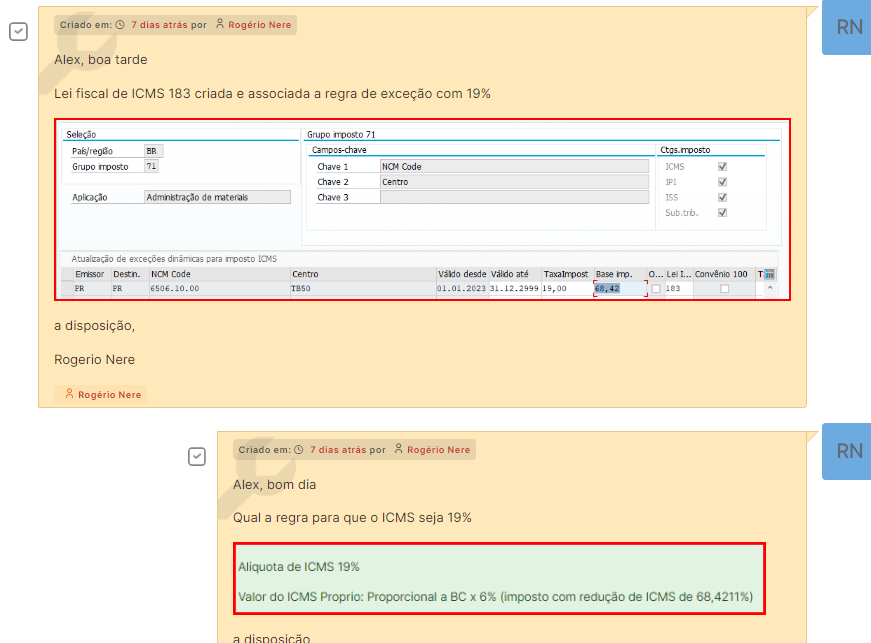 Criado em: 7 dias atrás por Rogério Nere
RN
Alex, boa tarde
Lei fiscal de ICMS 183 criada e associada a regra de exceção com 19%
Seleção
País/região BR
Grupo imposto 71
Aplicação Administração de materiais
Grupo imposto 71
Campos-chave
Chave 1 NCM Code
Chave 2 Centro
Chave 3
Ctgs.imposto
ICMS
IPI
ISS
Sub.trib.
Atualização de exceções dinâmicas para imposto ICMS
Emissor Destin. NCM Code Centro Válido desde Válido até TaxaImpost Base imp. O... Lei I... Convênio 100 T
PR PR 6506.10.00 TB50 01.01.2023 31.12.2999 19,00 68,42 183
a disposição,
Rogerio Nere
Rogério Nere
Criado em: 7 dias atrás por Rogério Nere
RN
Alex, bom dia
Qual a regra para que o ICMS seja 19%
Aliquota de ICMS 19%
Valor do ICMS Proprio: Proporcional a BC x 6% (imposto com redução de ICMS de 68,4211%)
a disposição